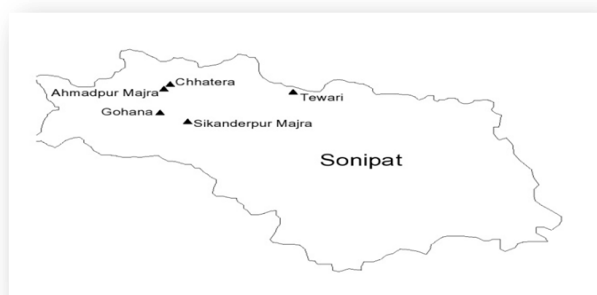 Chhatera
Ahmadpur Majra
Tewari
Gohana
Sikanderpur Majra
Sonipat